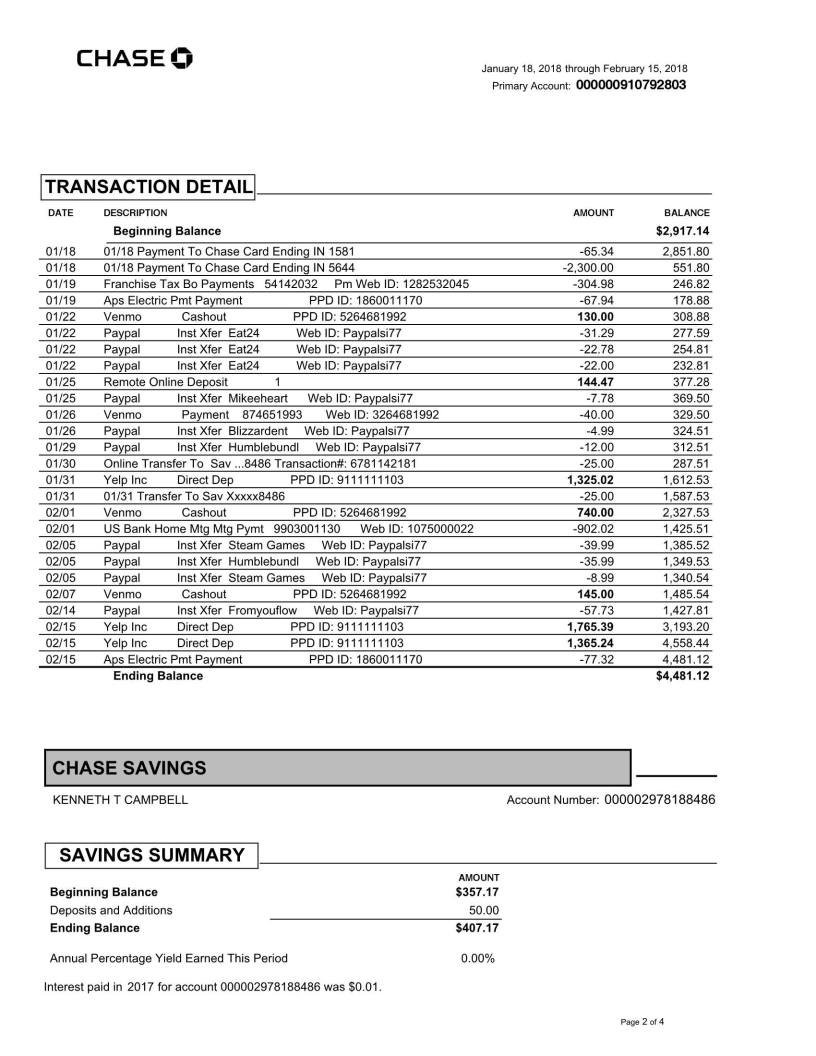 CHASE
January 18, 2018 through February 15, 2018
Primary Account: 000000910792803
TRANSACTION DETAIL
DATE DESCRIPTION AMOUNT BALANCE
Beginning Balance $2,917.14
01/18 01/18 Payment To Chase Card Ending IN 1581 -65.34 2,851.80
01/18 01/18 Payment To Chase Card Ending IN 5644 -2,300.00 551.80
01/19 Franchise Tax Bo Payments 54142032 Pm Web ID: 1282532045 -304.98 246.82
01/19 Aps Electric Pmt Payment PPD ID: 1860011170 -67.94 178.88
01/22 Venmo Cashout PPD ID: 5264681992 130.00 308.88
01/22 Paypal Inst Xfer Eat24 Web ID: Paypalsi77 -31.29 277.59
01/22 Paypal Inst Xfer Eat24 Web ID: Paypalsi77 -22.78 254.81
01/22 Paypal Inst Xfer Eat24 Web ID: Paypalsi77 -22.00 232.81
01/25 Remote Online Deposit 1 144.47 377.28
01/25 Paypal Inst Xfer Mikeeheart Web ID: Paypalsi77 -7.78 369.50
01/26 Venmo Payment 874651993 Web ID: 3264681992 -40.00 329.50
01/26 Paypal Inst Xfer Blizzardent Web ID: Paypalsi77 -4.99 324.51
01/29 Paypal Inst Xfer Humblebundl Web ID: Paypalsi77 -12.00 312.51
01/30 Online Transfer To Sav ...8486 Transaction#: 6781142181 -25.00 287.51
01/31 Yelp Inc Direct Dep PPD ID: 9111111103 1,325.02 1,612.53
01/31 01/31 Transfer To Sav Xxxxx8486 -25.00 1,587.53
02/01 Venmo Cashout PPD ID: 5264681992 740.00 2,327.53
02/01 US Bank Home Mtg Mtg Pymt 9903001130 Web ID: 1075000022 -902.02 1,425.51
02/05 Paypal Inst Xfer Steam Games Web ID: Paypalsi77 -39.99 1,385.52
02/05 Paypal Inst Xfer Humblebundl Web ID: Paypalsi77 -35.99 1,349.53
02/05 Paypal Inst Xfer Steam Games Web ID: Paypalsi77 -8.99 1,340.54
02/07 Venmo Cashout PPD ID: 5264681992 145.00 1,485.54
02/14 Paypal Inst Xfer Fromyouflow Web ID: Paypalsi77 -57.73 1,427.81
02/15 Yelp Inc Direct Dep PPD ID: 9111111103 1,765.39 3,193.20
02/15 Yelp Inc Direct Dep PPD ID: 9111111103 1,365.24 4,558.44
02/15 Aps Electric Pmt Payment PPD ID: 1860011170 -77.32 4,481.12
Ending Balance $4,481.12
CHASE SAVINGS
KENNETH T CAMPBELL Account Number: 000002978188486
SAVINGS SUMMARY
AMOUNT
Beginning Balance $357.17
Deposits and Additions 50.00
Ending Balance $407.17
Annual Percentage Yield Earned This Period 0.00%
Interest paid in 2017 for account 000002978188486 was $0.01.
Page 2 of 4